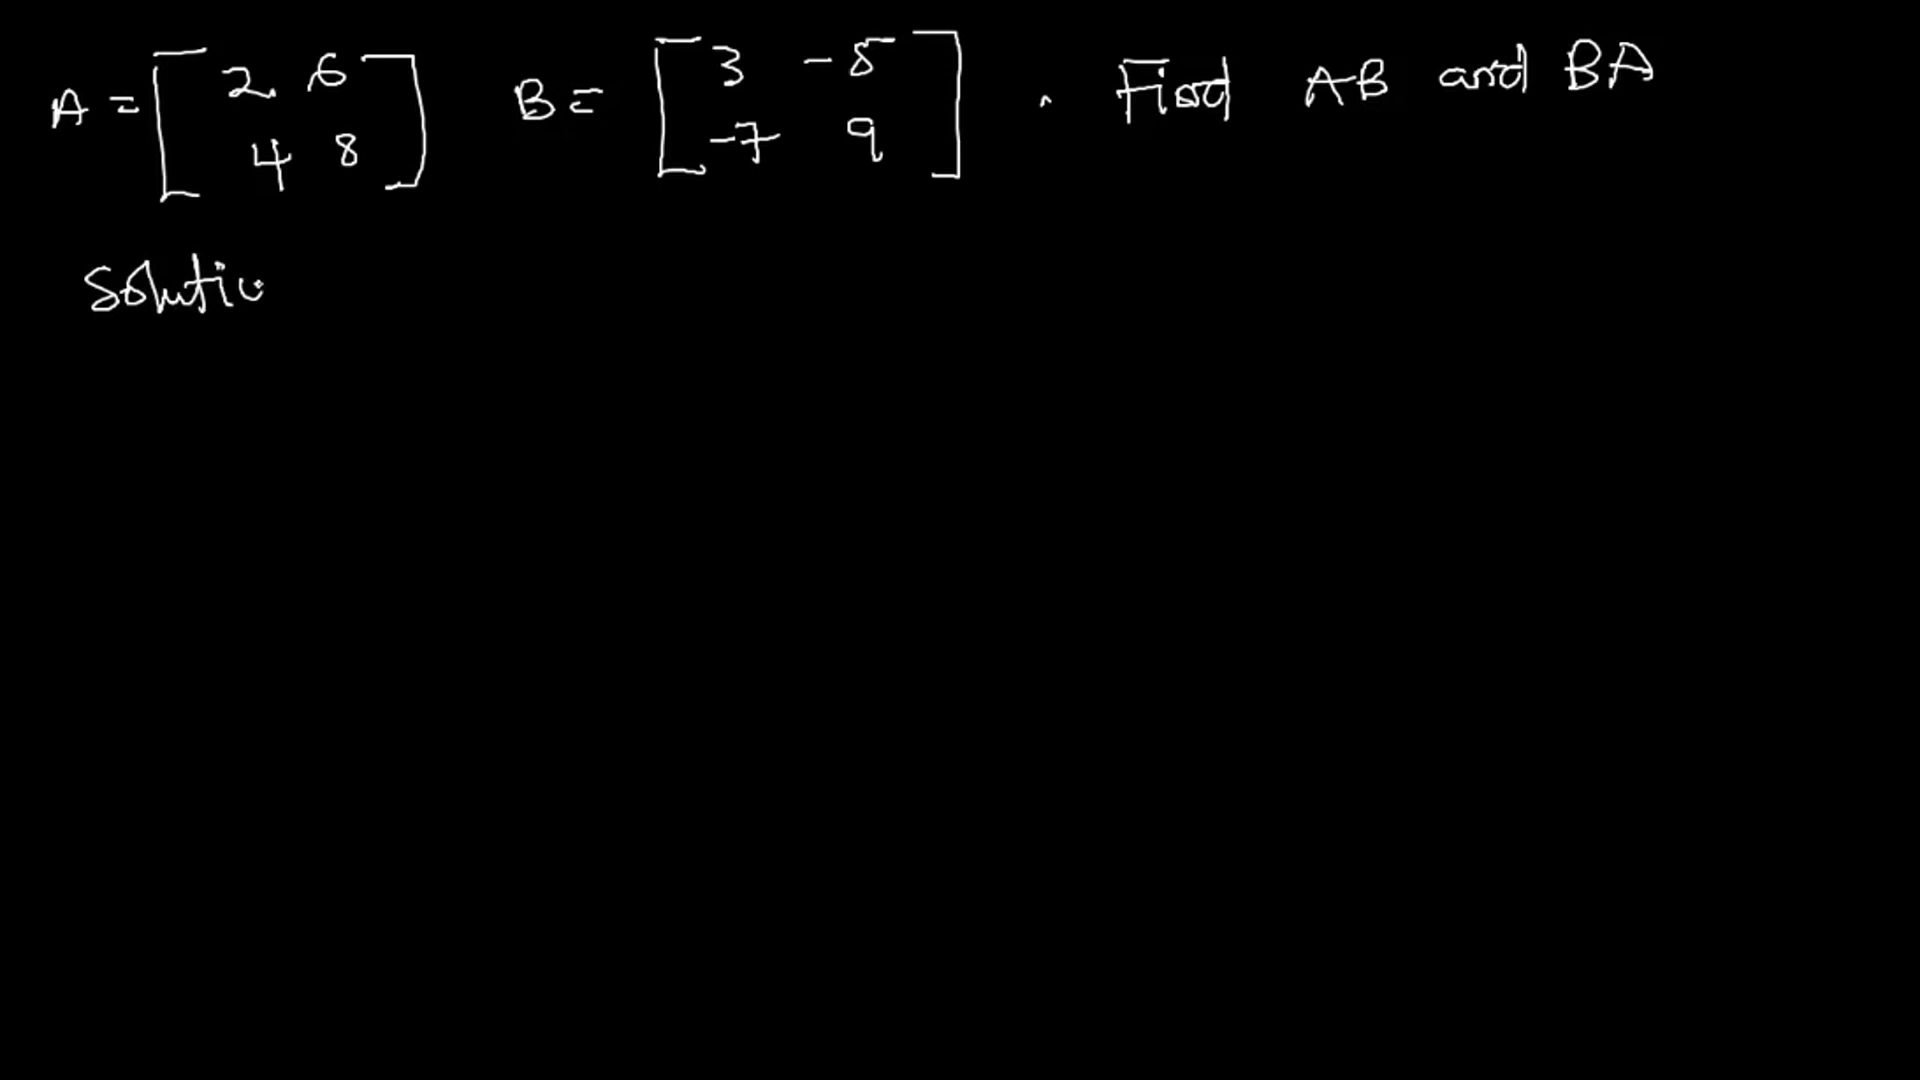 A = [2 6 4 8] B = [3 -5 -7 9] . Find AB and BA
Solutio